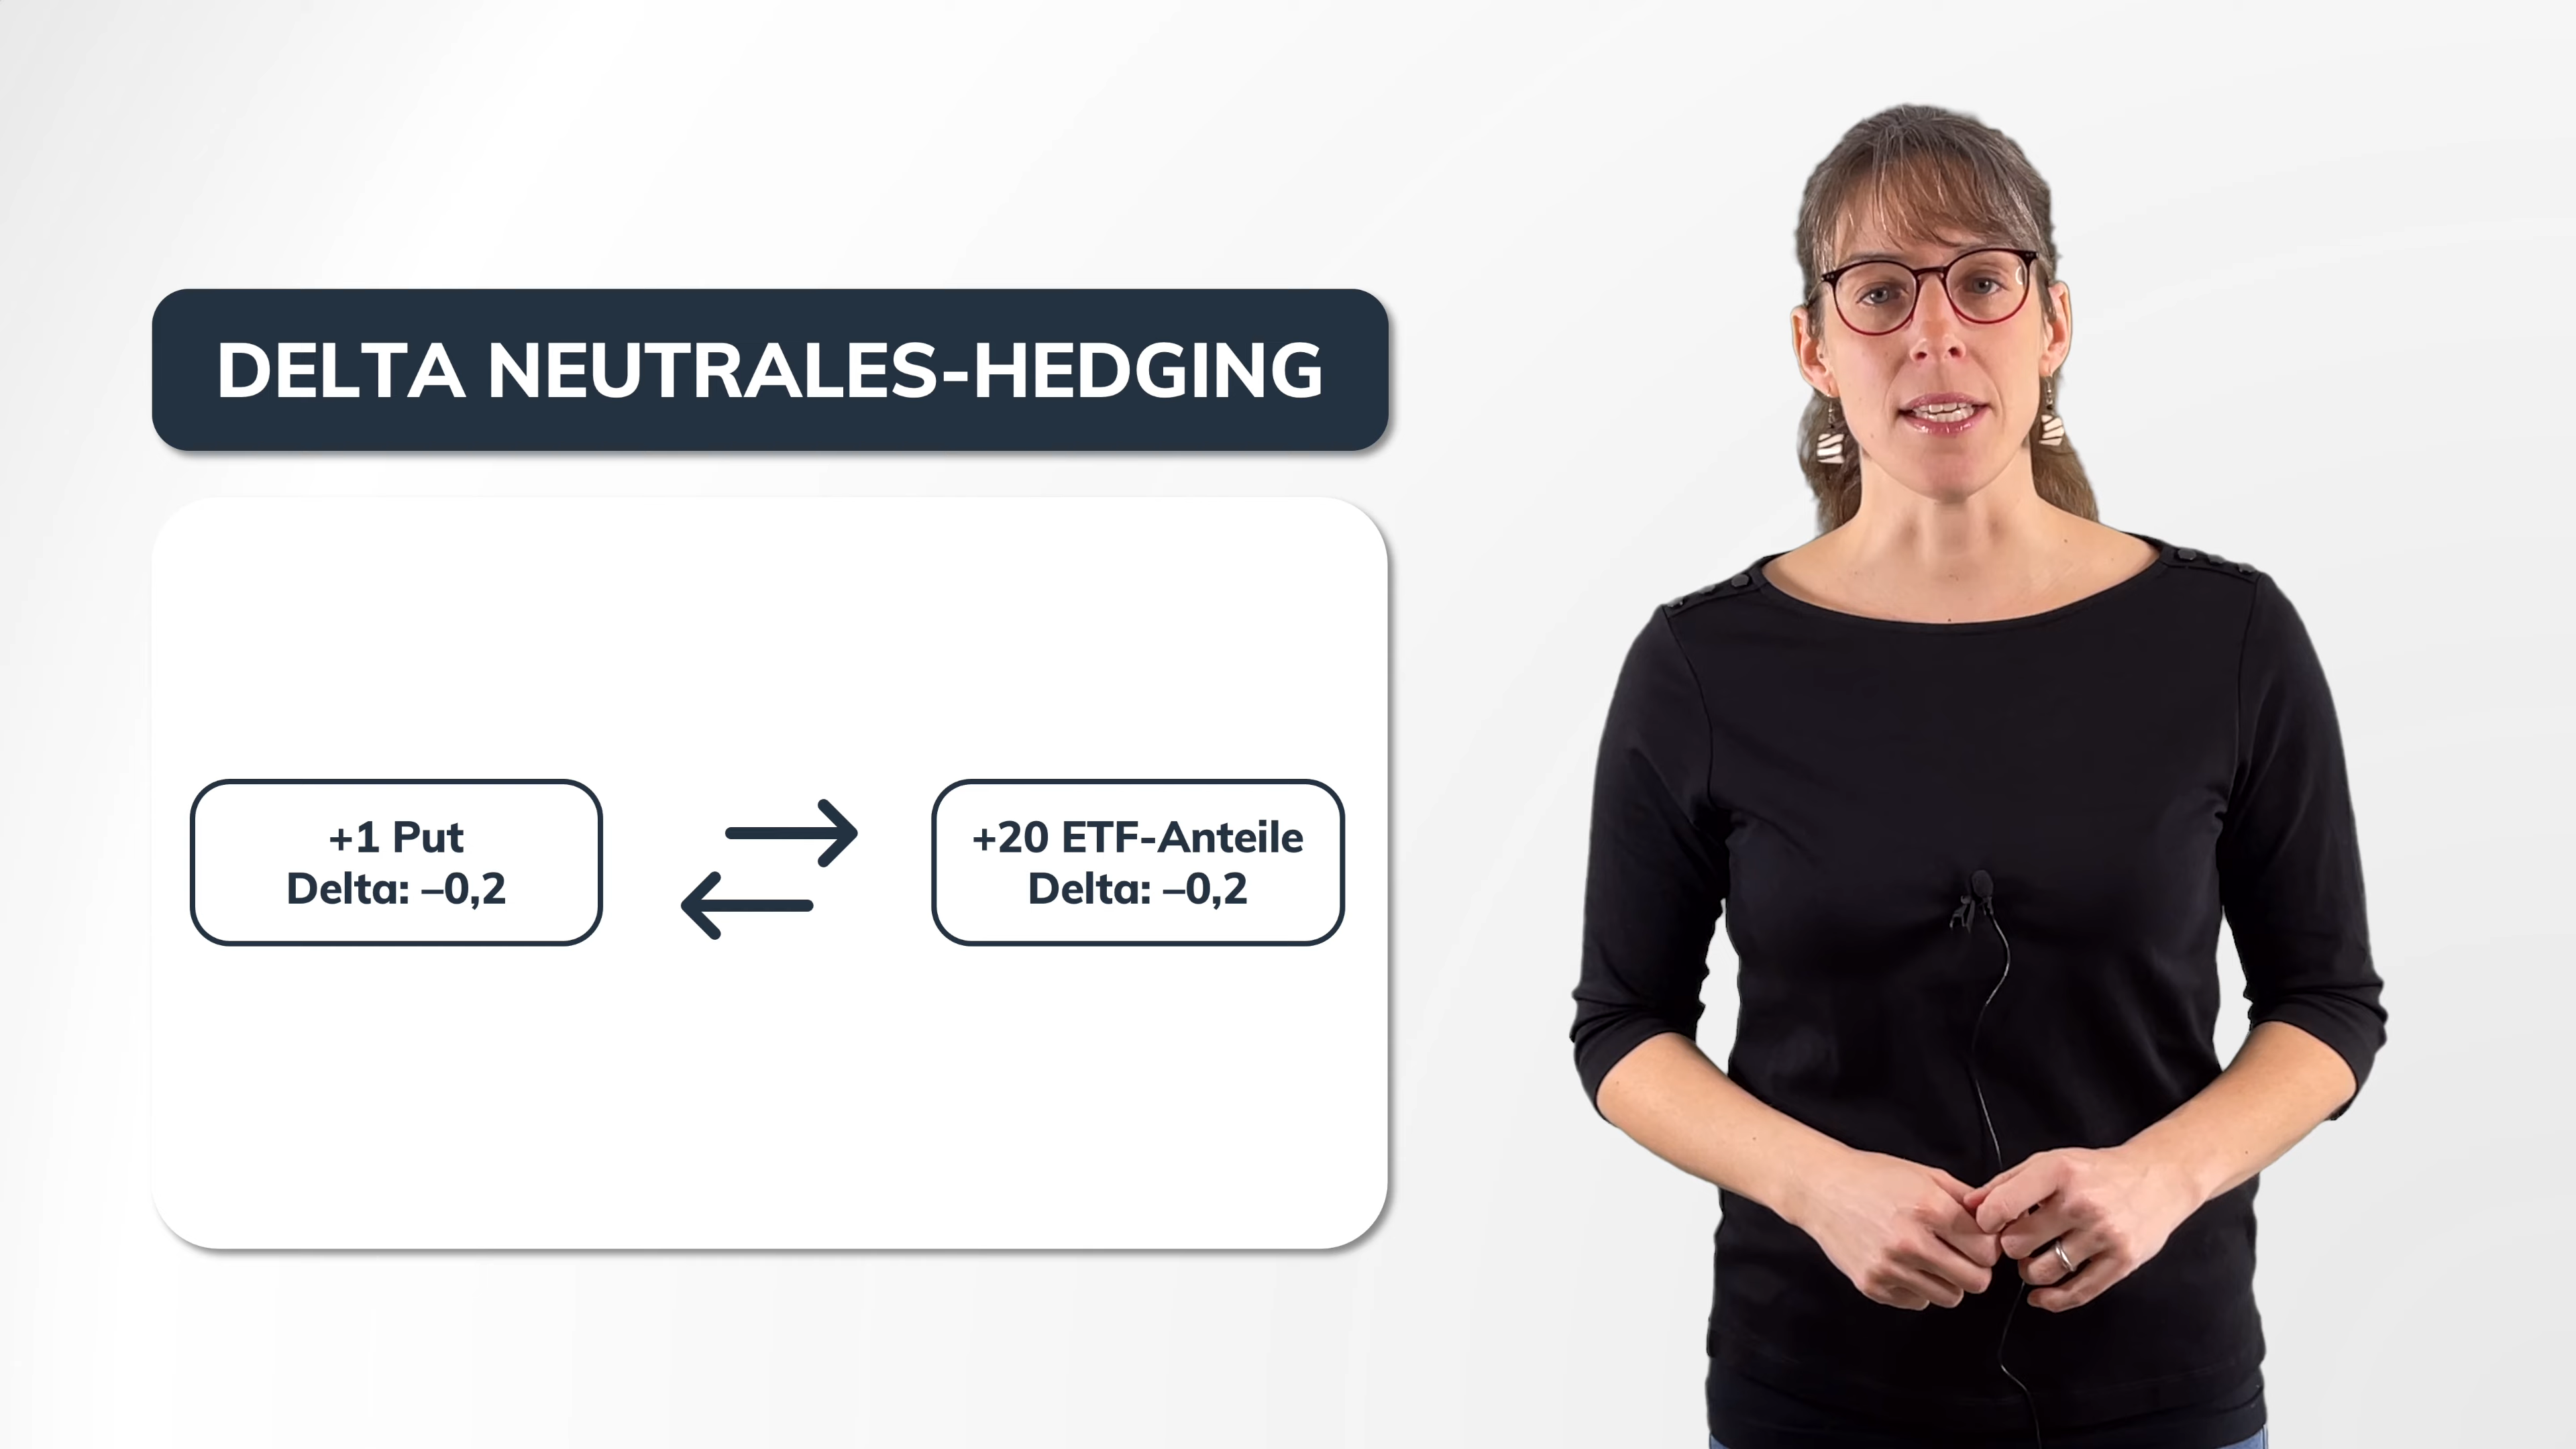 DELTA NEUTRALES-HEDGING
+1 Put
Delta: –0,2
+20 ETF-Anteile
Delta: –0,2